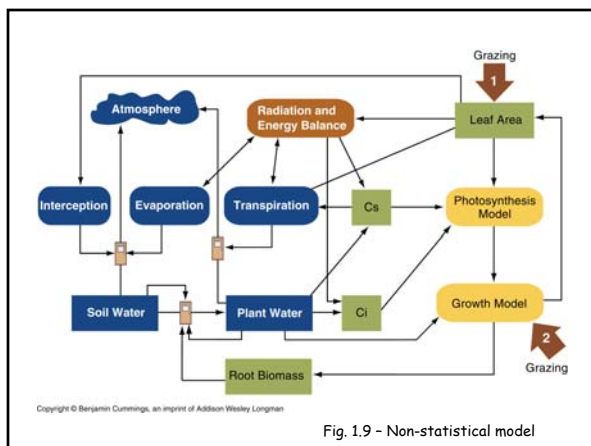 Grazing
1
Atmosphere
Radiation and
Energy Balance
Leaf Area
Interception
Evaporation
Transpiration
Cs
Photosynthesis
Model
Soil Water
Plant Water
Ci
Growth Model
2
Grazing
Root Biomass
Copyright © Benjamin Cummings, an imprint of Addison Wesley Longman
Fig. 1.9 – Non-statistical model